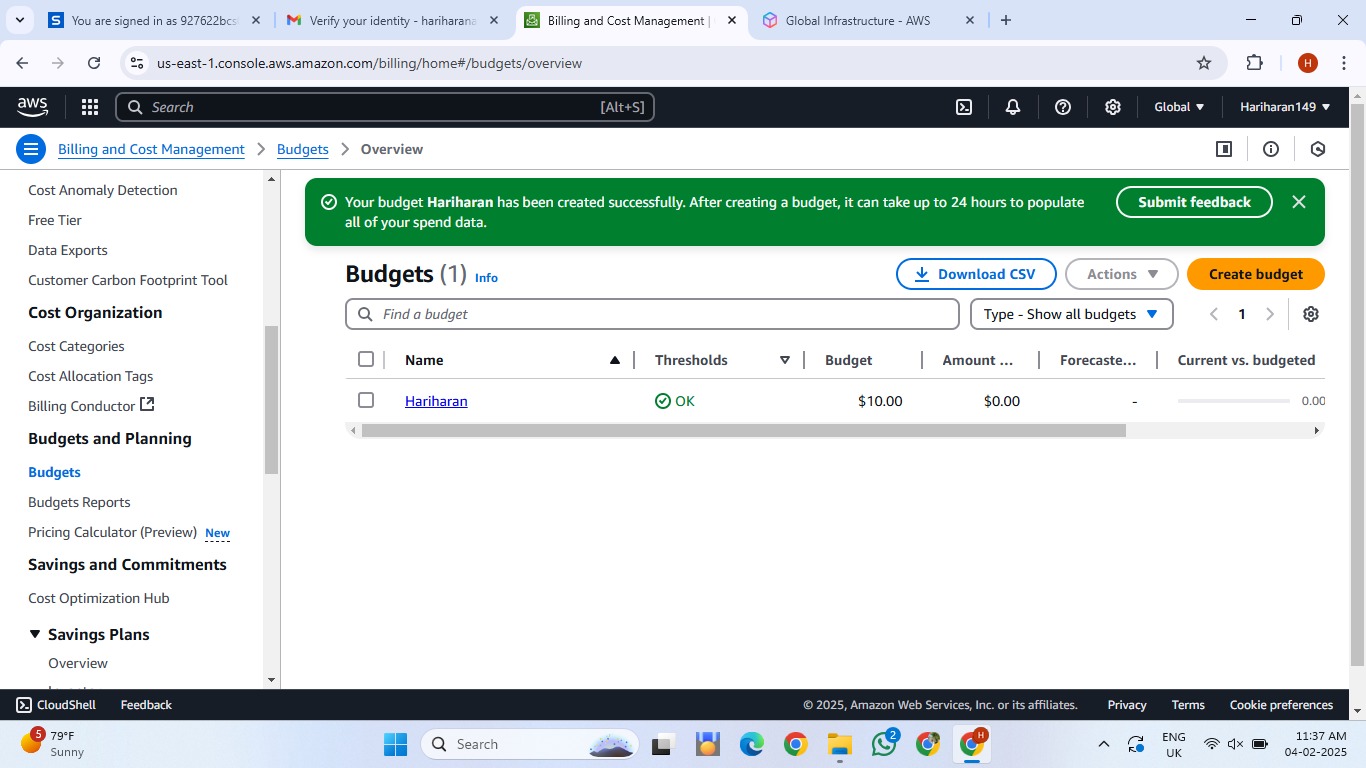 You are signed in as 927622bcs
Verify your identity - hariharana
Billing and Cost Management |
Global Infrastructure - AWS
us-east-1.console.aws.amazon.com/billing/home#/budgets/overview
H
aws
Search
[Alt+S]
Global
Hariharan149
Billing and Cost Management
Budgets
Overview
Cost Anomaly Detection
Free Tier
Data Exports
Customer Carbon Footprint Tool
Cost Organization
Cost Categories
Cost Allocation Tags
Billing Conductor
Budgets and Planning
Budgets
Budgets Reports
Pricing Calculator (Preview) New
Savings and Commitments
Cost Optimization Hub
Savings Plans
Overview
Your budget Hariharan has been created successfully. After creating a budget, it can take up to 24 hours to populate
all of your spend data.
Submit feedback
Budgets (1) Info
Download CSV
Actions
Create budget
Find a budget
Type - Show all budgets
1
Name
Thresholds
Budget
Amount ...
Forecaste...
Current vs. budgeted
Hariharan
OK
$10.00
$0.00
-
0.00
CloudShell
Feedback
© 2025, Amazon Web Services, Inc. or its affiliates.
Privacy
Terms
Cookie preferences
5
79°F
Sunny
Search
2
H
ENG
UK
11:37 AM
04-02-2025